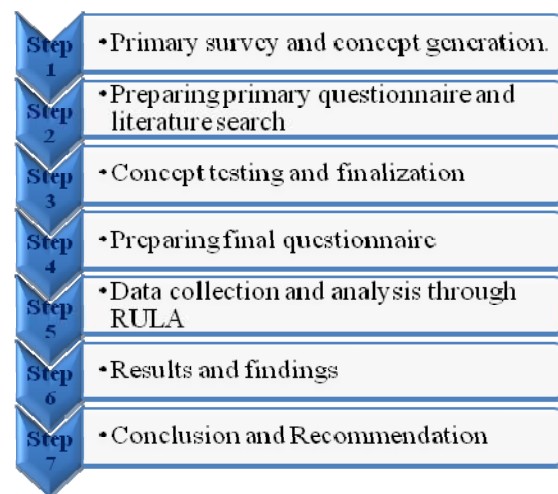 Step 1
•Primary survey and concept generation.
Step 2
•Preparing primary questionnaire and
literature search
Step 3
•Concept testing and finalization
Step 4
•Preparing final questionnaire
Step 5
•Data collection and analysis through
RULA
Step 6
•Results and findings
Step 7
•Conclusion and Recommendation